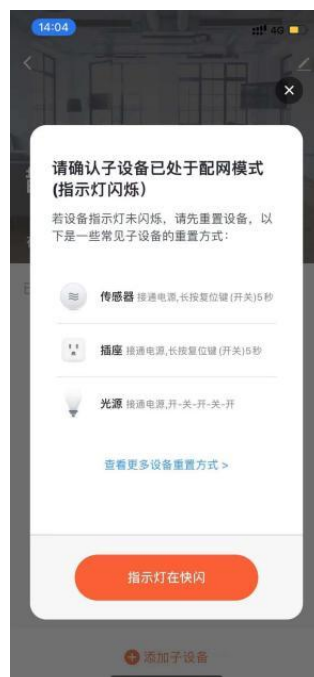 14:04
4G
请确认子设备已处于配网模式
(指示灯闪烁）
若设备指示灯未闪烁，请先重置设备，以
下是一些常见子设备的重置方式：
传感器 接通电源,长按复位键(开关)5秒
插座 接通电源,长按复位键(开关)5秒
光源 接通电源,开-关-开-关-开
查看更多设备重置方式 >
指示灯在快闪
添加子设备